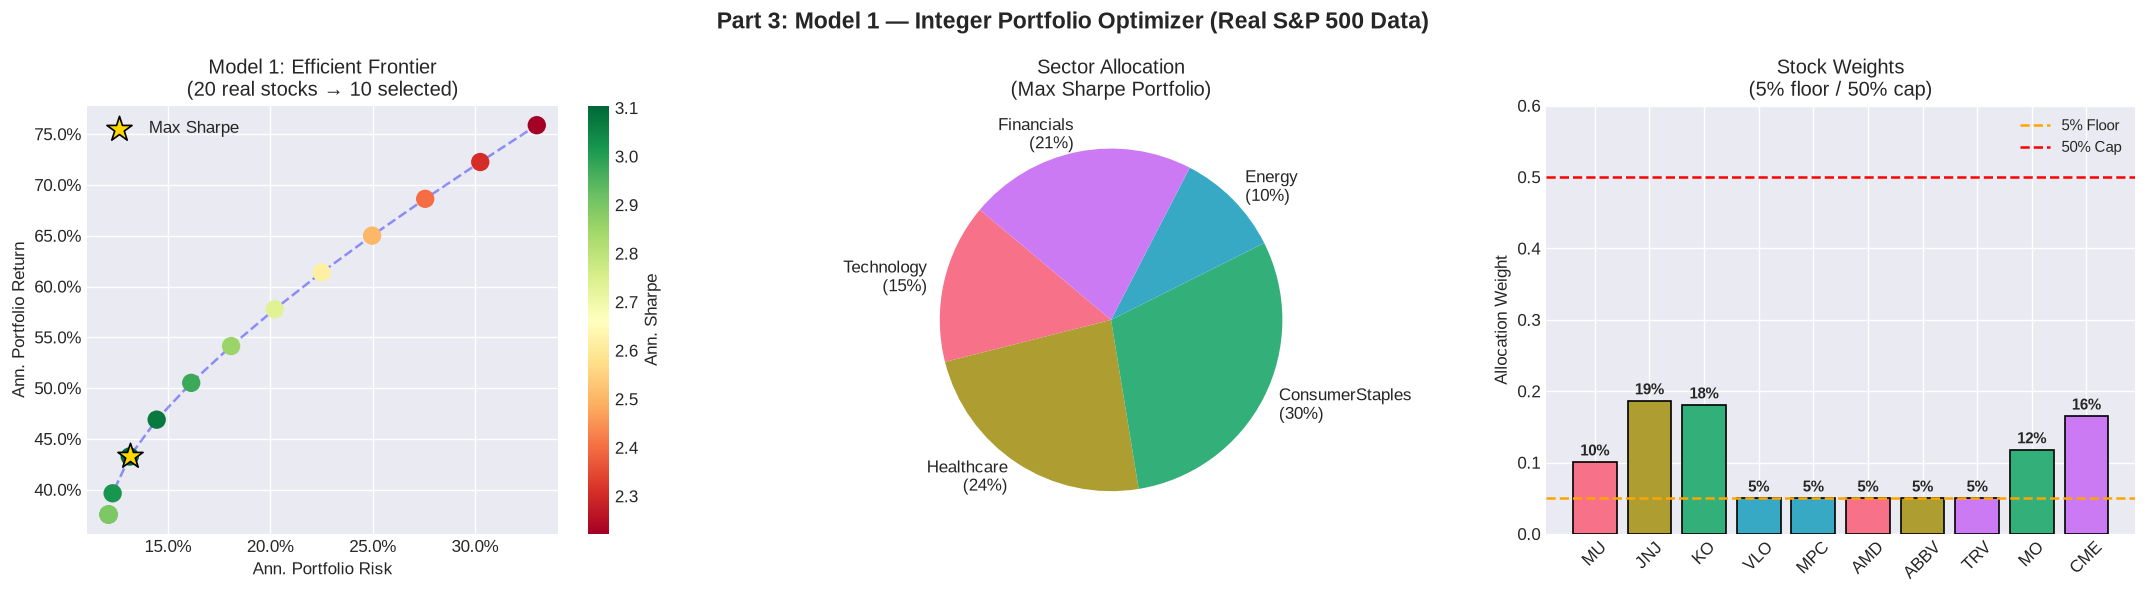 Part 3: Model 1 — Integer Portfolio Optimizer (Real S&P 500 Data)
Model 1: Efficient Frontier
(20 real stocks → 10 selected)
Max Sharpe
75.0%
70.0%
65.0%
60.0%
55.0%
50.0%
45.0%
40.0%
Ann. Portfolio Return
15.0%
20.0%
25.0%
30.0%
Ann. Portfolio Risk
3.1
3.0
2.9
2.8
2.7
2.6
2.5
2.4
2.3
Ann. Sharpe
Sector Allocation
(Max Sharpe Portfolio)
Financials
(21%)
Energy
(10%)
Technology
(15%)
ConsumerStaples
(30%)
Healthcare
(24%)
Stock Weights
(5% floor / 50% cap)
5% Floor
50% Cap
0.6
0.5
0.4
0.3
0.2
0.1
0.0
Allocation Weight
10%
19%
18%
5%
5%
5%
5%
5%
12%
16%
MU
JNJ
KO
VLO
MPC
AMD
ABBV
TRV
MO
CME